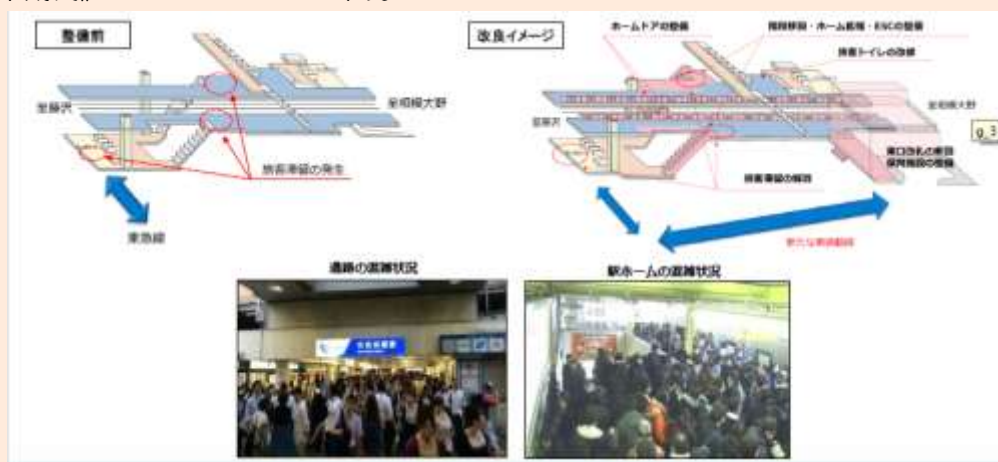 整備前
至藤沢
至相模大野
旅客滞留の発生
東急線
改良イメージ
ホームドアの整備
階段移設・ホーム拡幅・ESCの整備
旅客トイレの改修
至相模大野
至藤沢
g_3
東口改札の新設
保育施設の整備
旅客滞留の解消
新たな乗換動線
通路の混雑状況
駅ホームの混雑状況